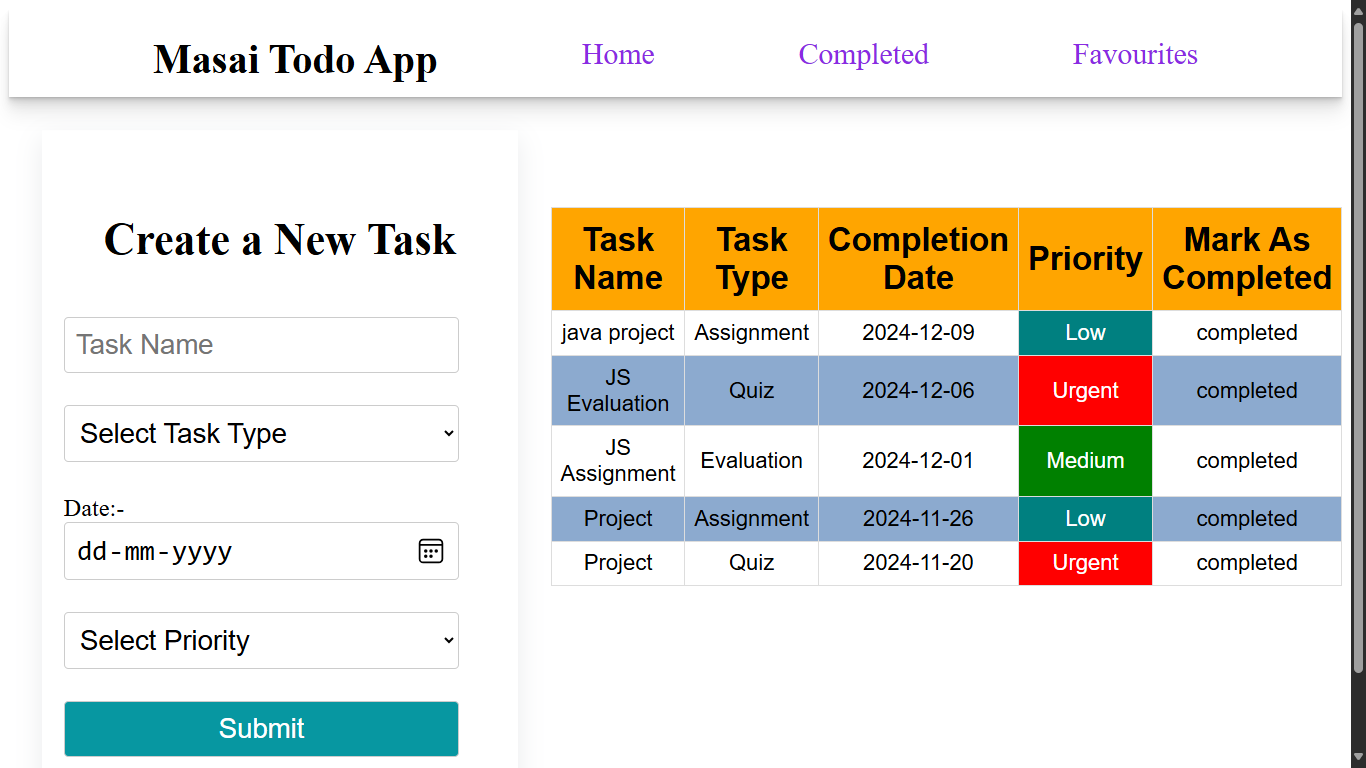 Masai Todo App Home Completed Favourites
Create a New Task
Task Name
Select Task Type
Date:-
dd-mm-yyyy
Select Priority
Submit
Task Name Task Type Completion Date Priority Mark As Completed
java project Assignment 2024-12-09 Low completed
JS Evaluation Quiz 2024-12-06 Urgent completed
JS Assignment Evaluation 2024-12-01 Medium completed
Project Assignment 2024-11-26 Low completed
Project Quiz 2024-11-20 Urgent completed